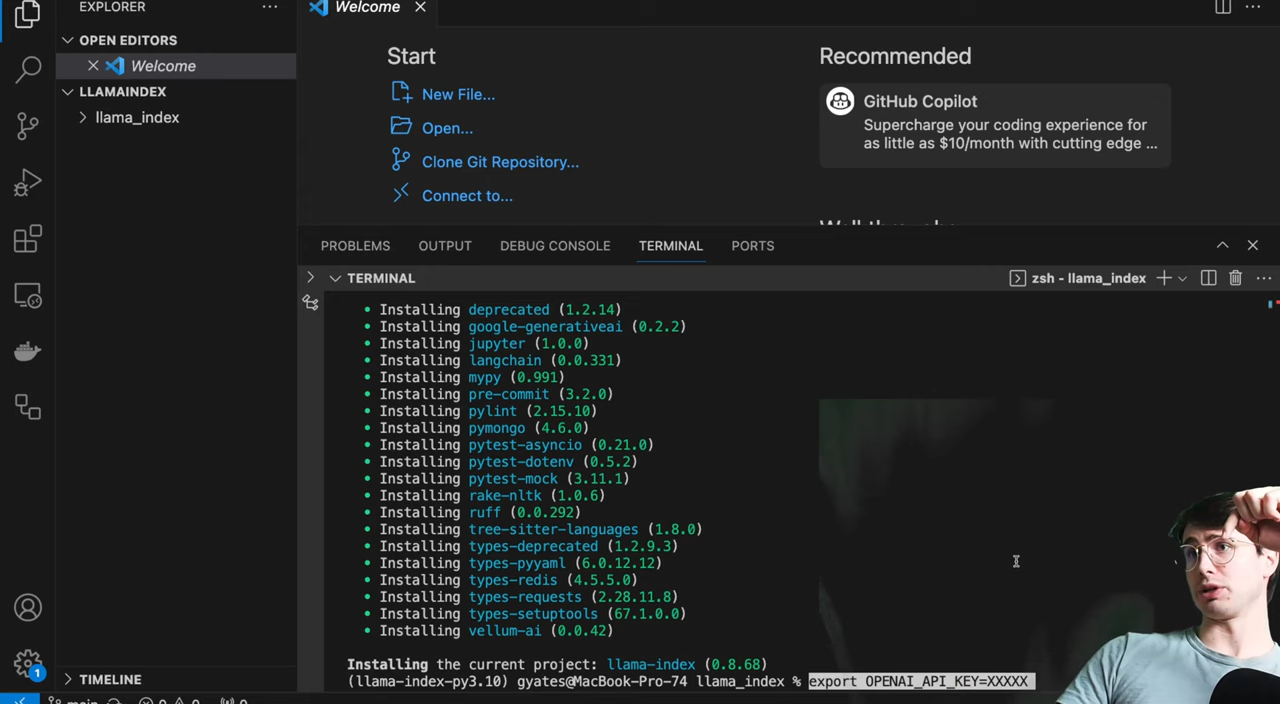 EXPLORER
OPEN EDITORS
Welcome
LLAMAINDEX
llama_index
TIMELINE
Welcome
Start
New File...
Open...
Clone Git Repository...
Connect to...
Recommended
GitHub Copilot
Supercharge your coding experience for
as little as $10/month with cutting edge ...
PROBLEMS OUTPUT DEBUG CONSOLE TERMINAL PORTS
TERMINAL
zsh - llama_index
• Installing deprecated (1.2.14)
• Installing google-generativeai (0.2.2)
• Installing jupyter (1.0.0)
• Installing langchain (0.0.331)
• Installing mypy (0.991)
• Installing pre-commit (3.2.0)
• Installing pylint (2.15.10)
• Installing pymongo (4.6.0)
• Installing pytest-asyncio (0.21.0)
• Installing pytest-dotenv (0.5.2)
• Installing pytest-mock (3.11.1)
• Installing rake-nltk (1.0.6)
• Installing ruff (0.0.292)
• Installing tree-sitter-languages (1.8.0)
• Installing types-deprecated (1.2.9.3)
• Installing types-pyyaml (6.0.12.12)
• Installing types-redis (4.5.5.0)
• Installing types-requests (2.28.11.8)
• Installing types-setuptools (67.1.0.0)
• Installing vellum-ai (0.0.42)
Installing the current project: llama-index (0.8.68)
(llama-index-py3.10) gyates@MacBook-Pro-74 llama_index % export OPENAI_API_KEY=XXXXX
1